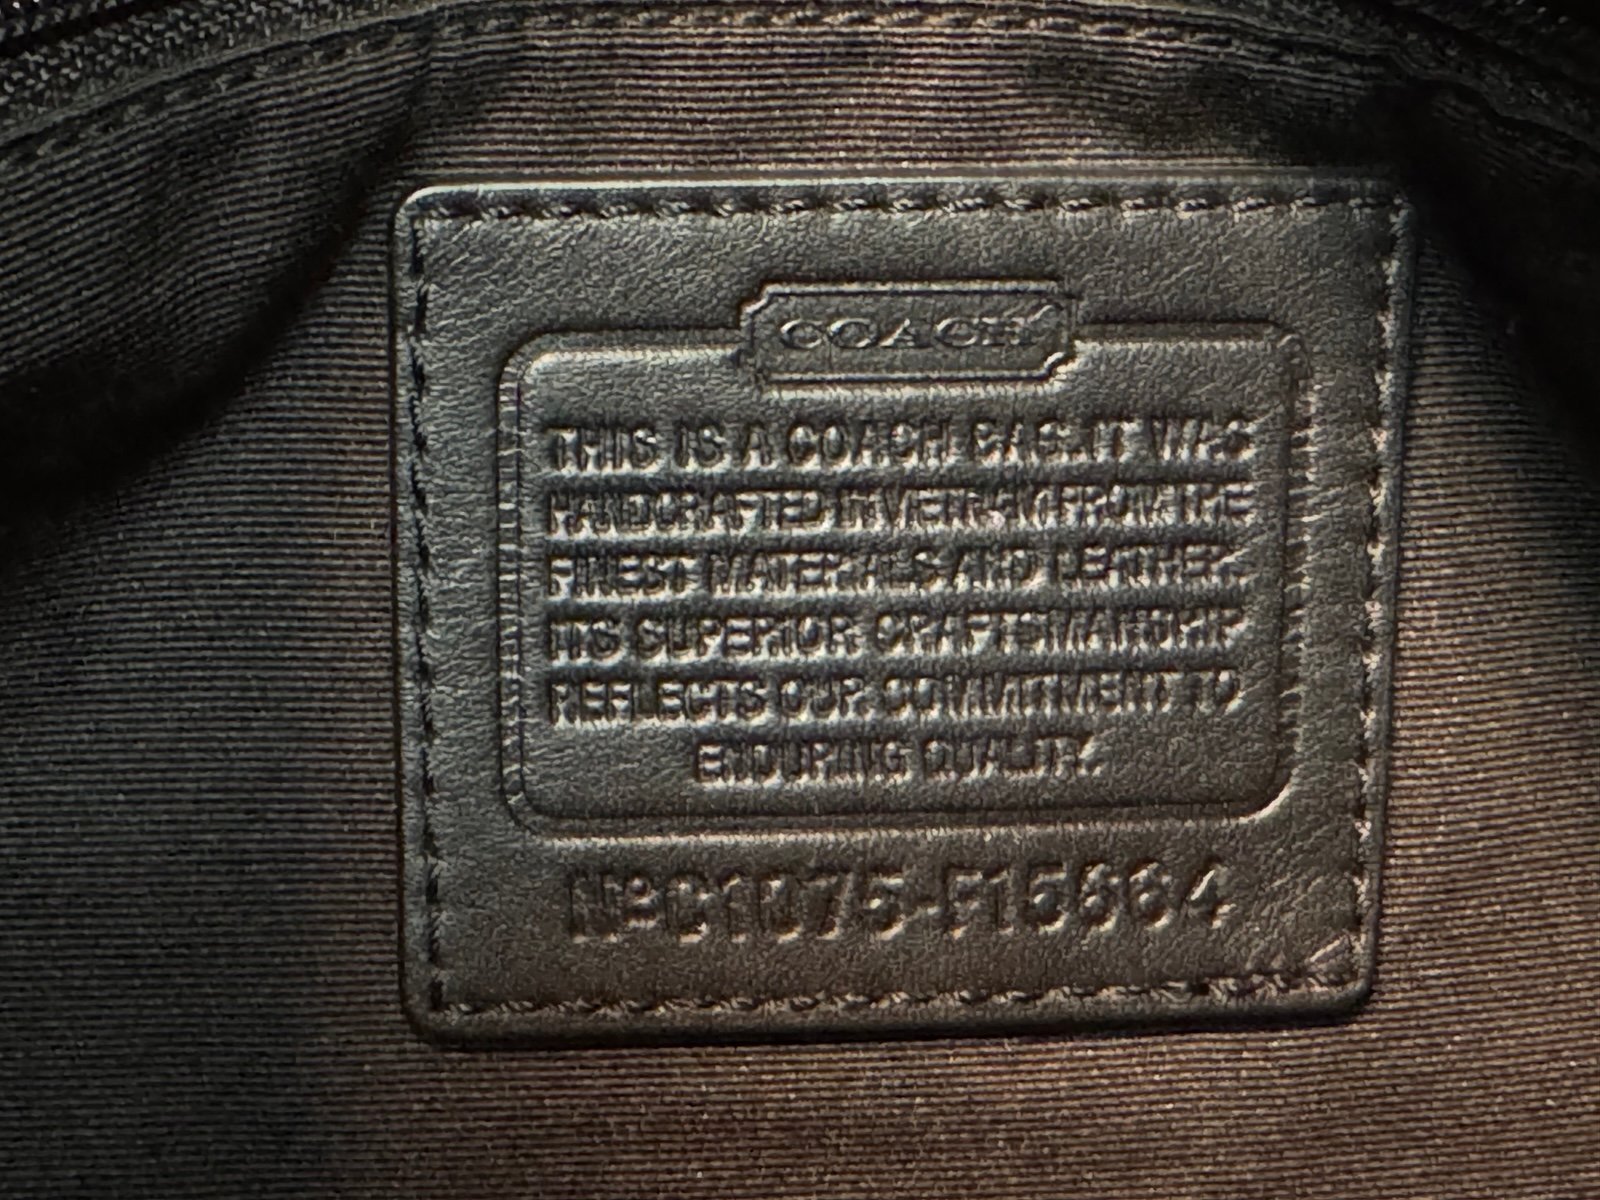 COACH
THIS IS A COACH BAG. IT WAS
HANDCRAFTED IN VIETNAM FROM THE
FINEST MATERIALS AND LEATHER.
ITS SUPERIOR CRAFTSMANSHIP
REFLECTS OUR COMMITMENT TO
ENDURING QUALITY.